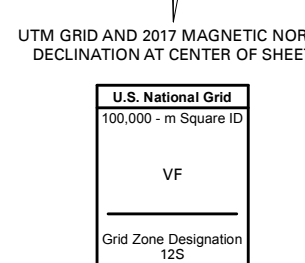 UTM GRID AND 2017 MAGNETIC NOR
DECLINATION AT CENTER OF SHEET
U.S. National Grid
100,000 - m Square ID
VF
Grid Zone Designation
12S